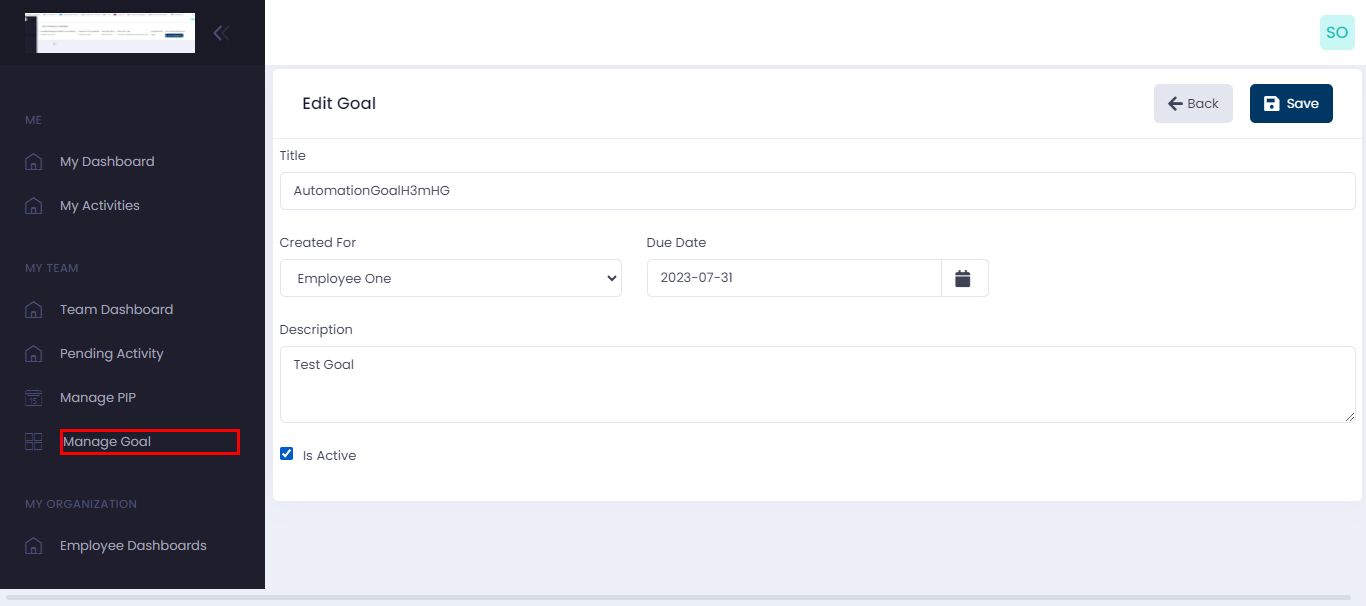 SO
ME
My Dashboard
My Activities
MY TEAM
Team Dashboard
Pending Activity
Manage PIP
Manage Goal
MY ORGANIZATION
Employee Dashboards
Edit Goal
Back
Save
Title
AutomationGoalH3mHG
Created For
Due Date
Employee One
2023-07-31
Description
Test Goal
Is Active